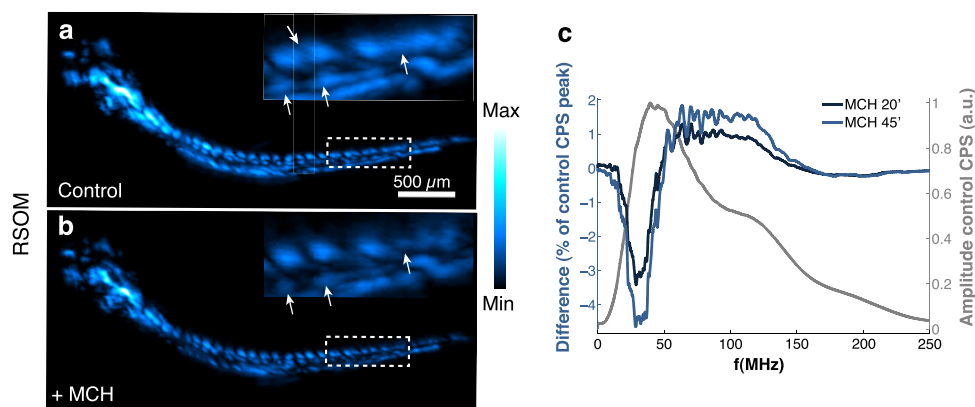 a
Control
500 µm
b
+ MCH
RSOM
Max
Min
c
MCH 20’
MCH 45’
Difference (% of control CPS peak)
2
1
0
−1
−2
−3
−4
Amplitude control CPS (a.u.)
1
0.8
0.6
0.4
0.2
0
0 50 100 150 200 250
f(MHz)